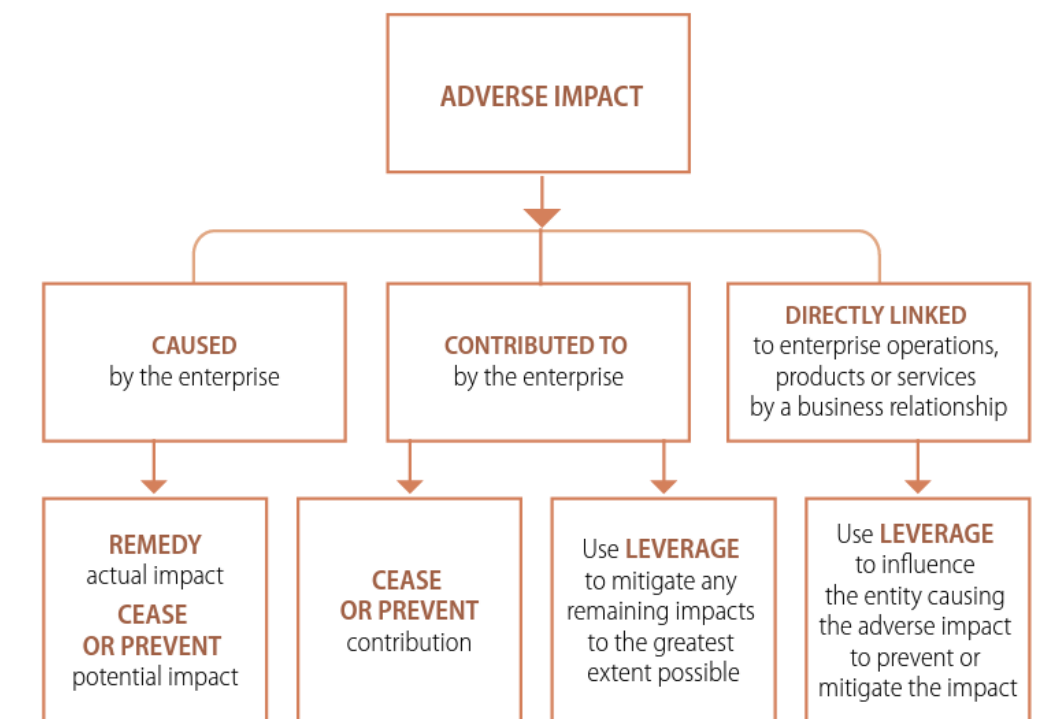 ADVERSE IMPACT
CAUSED
by the enterprise
CONTRIBUTED TO
by the enterprise
DIRECTLY LINKED
to enterprise operations,
products or services
by a business relationship
REMEDY
actual impact
CEASE
OR PREVENT
potential impact
CEASE
OR PREVENT
contribution
Use LEVERAGE
to mitigate any
remaining impacts
to the greatest
extent possible
Use LEVERAGE
to influence
the entity causing
the adverse impact
to prevent or
mitigate the impact